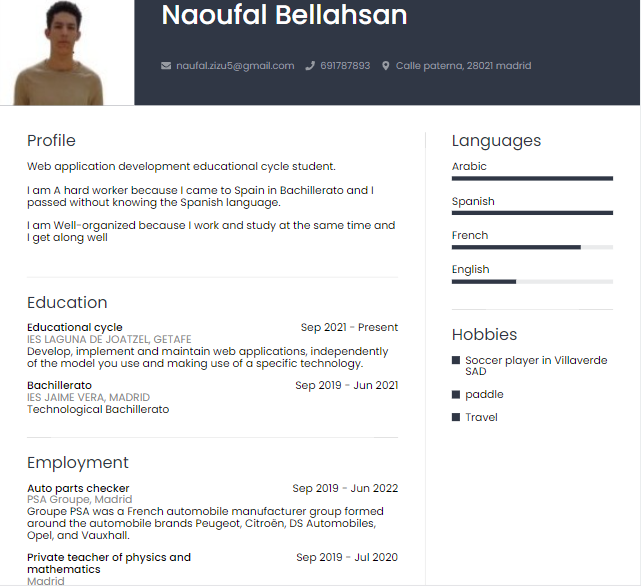 Naoufal Bellahsan
naufal.zizu5@gmail.com 691787893 Calle paterna, 28021 madrid
Profile
Web application development educational cycle student.
I am A hard worker because I came to Spain in Bachillerato and I
passed without knowing the Spanish language.
I am Well-organized because I work and study at the same time and
I get along well
Education
Educational cycle Sep 2021 - Present
IES LAGUNA DE JOATZEL, GETAFE
Develop, implement and maintain web applications, independently
of the model you use and making use of a specific technology.
Bachillerato Sep 2019 - Jun 2021
IES JAIME VERA, MADRID
Technological Bachillerato
Employment
Auto parts checker Sep 2019 - Jun 2022
PSA Groupe, Madrid
Groupe PSA was a French automobile manufacturer group formed
around the automobile brands Peugeot, Citroën, DS Automobiles,
Opel, and Vauxhall.
Private teacher of physics and Sep 2019 - Jul 2020
mathematics
Madrid
Languages
Arabic
Spanish
French
English
Hobbies
Soccer player in Villaverde
SAD
paddle
Travel